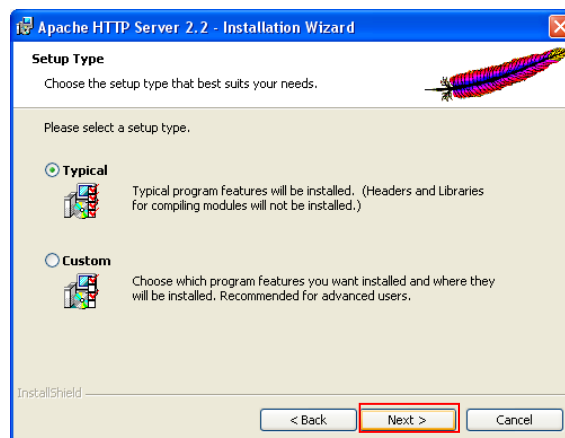 Apache HTTP Server 2.2 - Installation Wizard
Setup Type
Choose the setup type that best suits your needs.
Please select a setup type.
Typical
Typical program features will be installed. (Headers and Libraries
for compiling modules will not be installed.)
Custom
Choose which program features you want installed and where they
will be installed. Recommended for advanced users.
InstallShield
< Back
Next >
Cancel